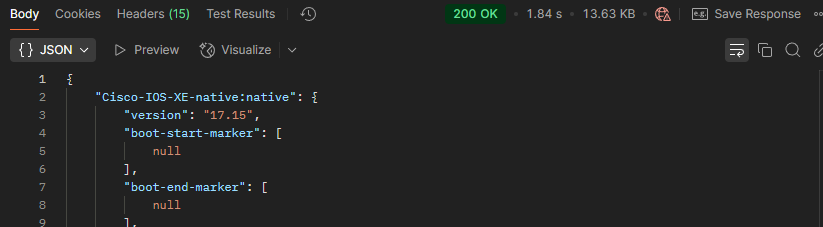 Body Cookies Headers (15) Test Results 200 OK • 1.84 s • 13.63 KB • e.g. Save Response
{} JSON Preview Visualize
1 {
2 "Cisco-IOS-XE-native:native": {
3 "version": "17.15",
4 "boot-start-marker": [
5 null
6 ],
7 "boot-end-marker": [
8 null
9 ],